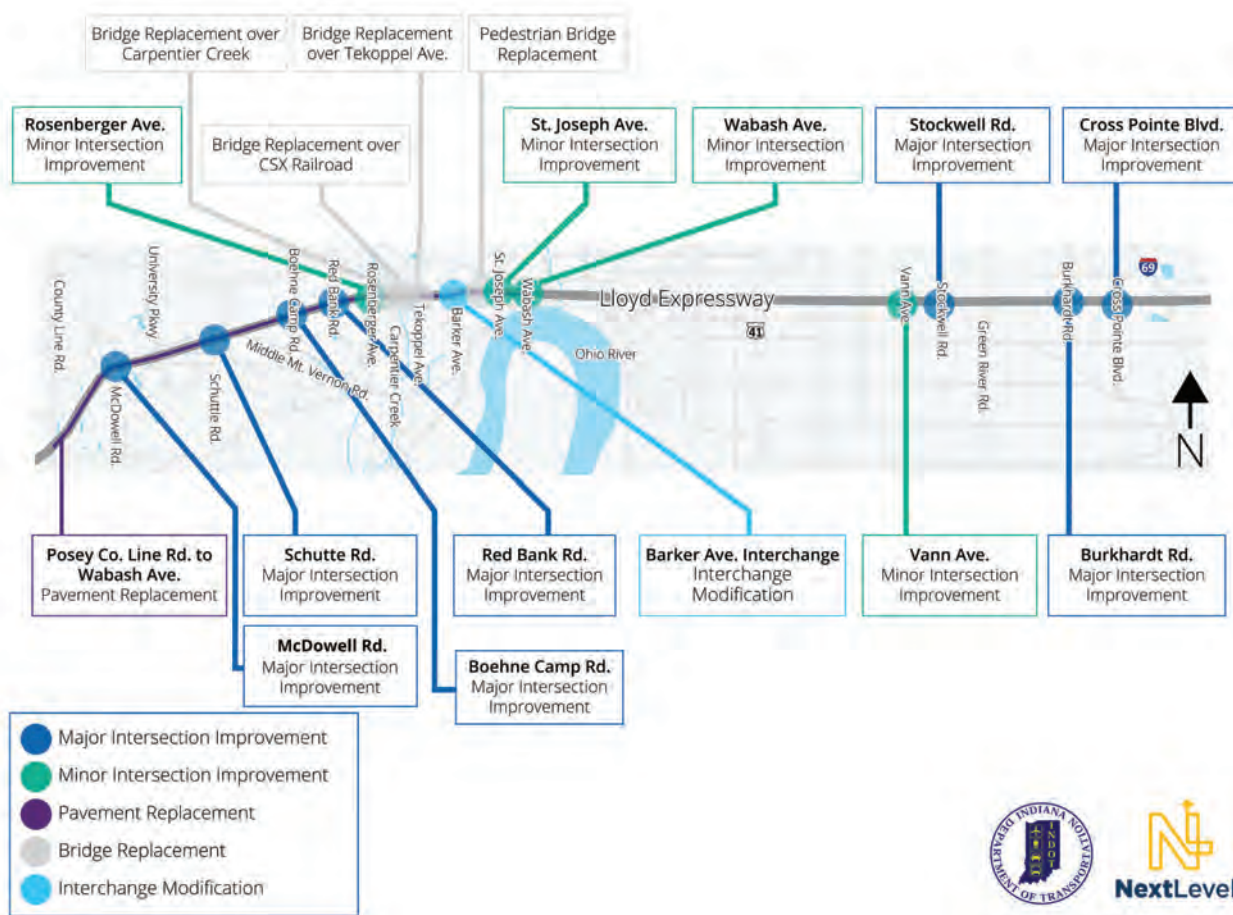 Bridge Replacement over
Carpentier Creek
Bridge Replacement
over Tekoppel Ave.
Pedestrian Bridge
Replacement
Rosenberger Ave.
Minor Intersection
Improvement
Bridge Replacement over
CSX Railroad
St. Joseph Ave.
Minor Intersection
Improvement
Wabash Ave.
Minor Intersection
Improvement
Stockwell Rd.
Major Intersection
Improvement
Cross Pointe Blvd.
Major Intersection
Improvement
County Line Rd.
University Pkwy
McDowell Rd.
Schuttle Rd.
Middle Mt. Vernon Rd.
Boehne Camp Rd.
Red Bank Rd.
Rosenberger Ave.
Carpentier Creek
Tekoppel Ave.
Barker Ave.
St. Joseph Ave.
Wabash Ave.
Lloyd Expressway
Ohio River
41
Vann Ave.
Stockwell Rd.
Green River Rd.
Burkhardt Rd.
Cross Pointe Blvd.
69
N
Posey Co. Line Rd. to
Wabash Ave.
Pavement Replacement
Schutte Rd.
Major Intersection
Improvement
Red Bank Rd.
Major Intersection
Improvement
Barker Ave. Interchange
Interchange
Modification
Vann Ave.
Minor Intersection
Improvement
Burkhardt Rd.
Major Intersection
Improvement
McDowell Rd.
Major Intersection
Improvement
Boehne Camp Rd.
Major Intersection
Improvement
Major Intersection Improvement
Minor Intersection Improvement
Pavement Replacement
Bridge Replacement
Interchange Modification
INDIANA
DEPARTMENT OF TRANSPORTATION
INDOT
NextLevel